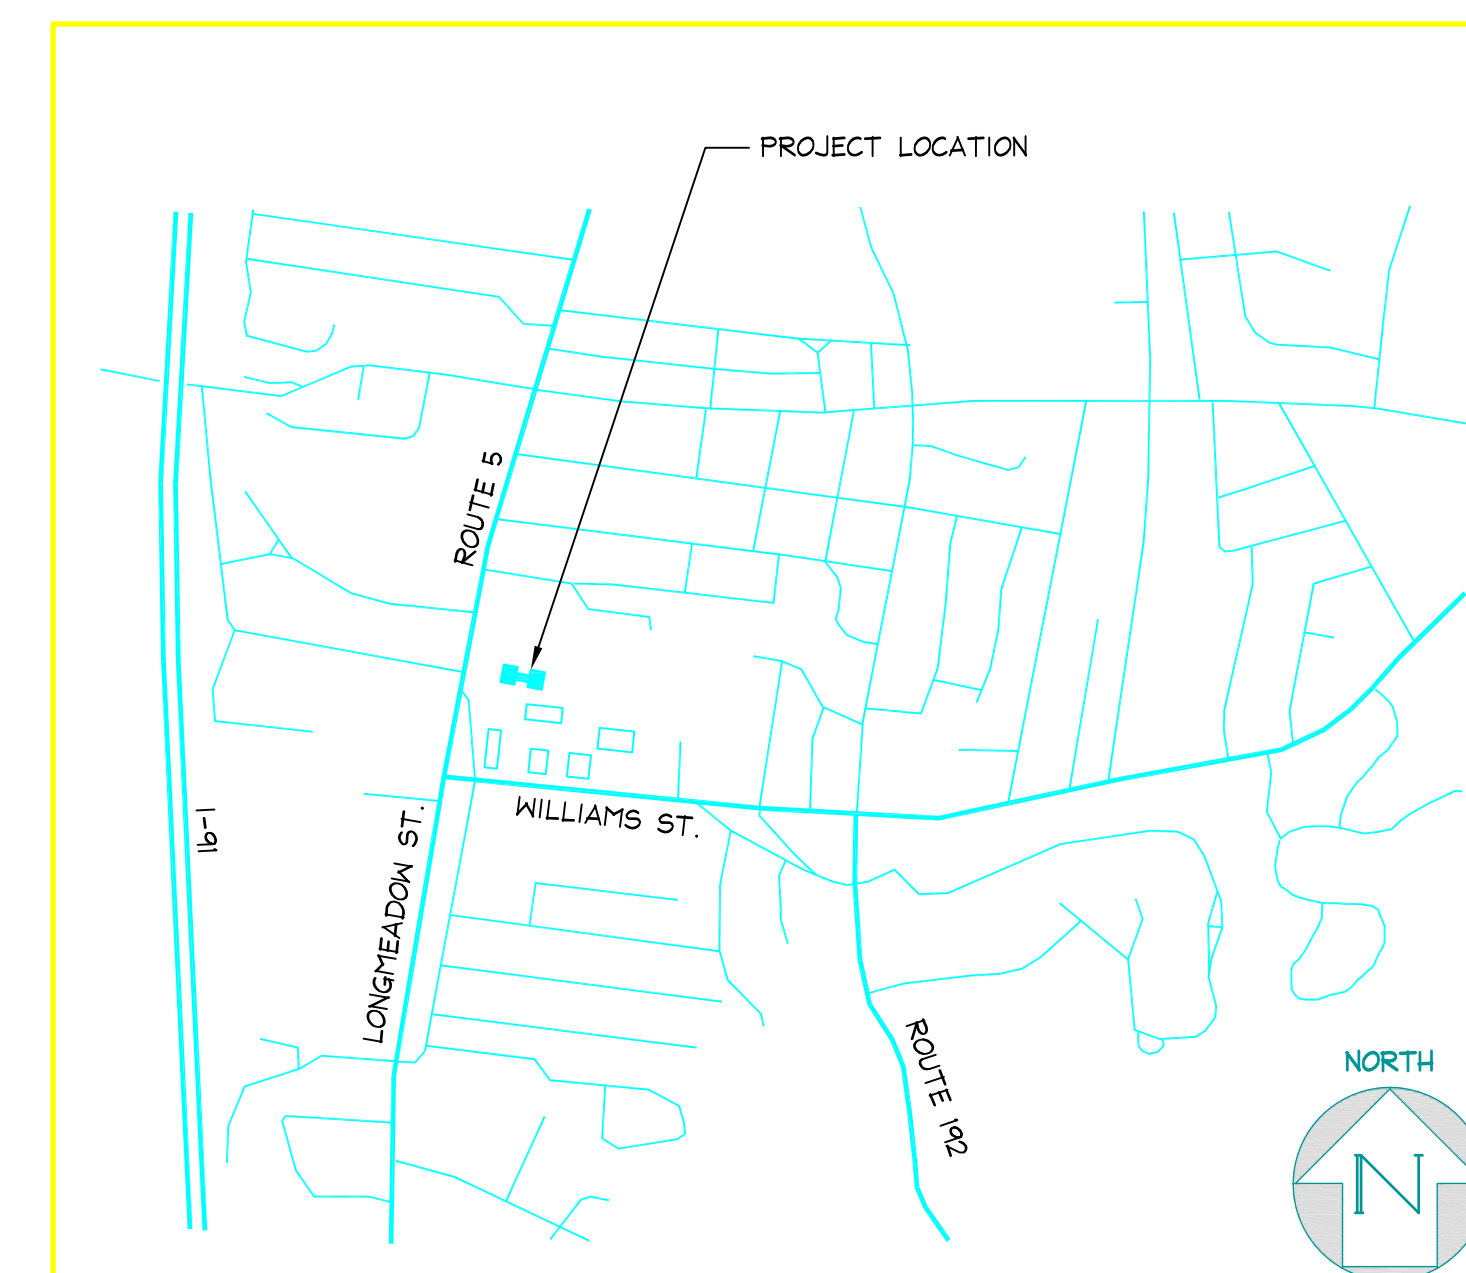 PROJECT LOCATION
ROUTE 5
I-91
WILLIAMS ST.
LONGMEADOW ST.
ROUTE 192
NORTH
N